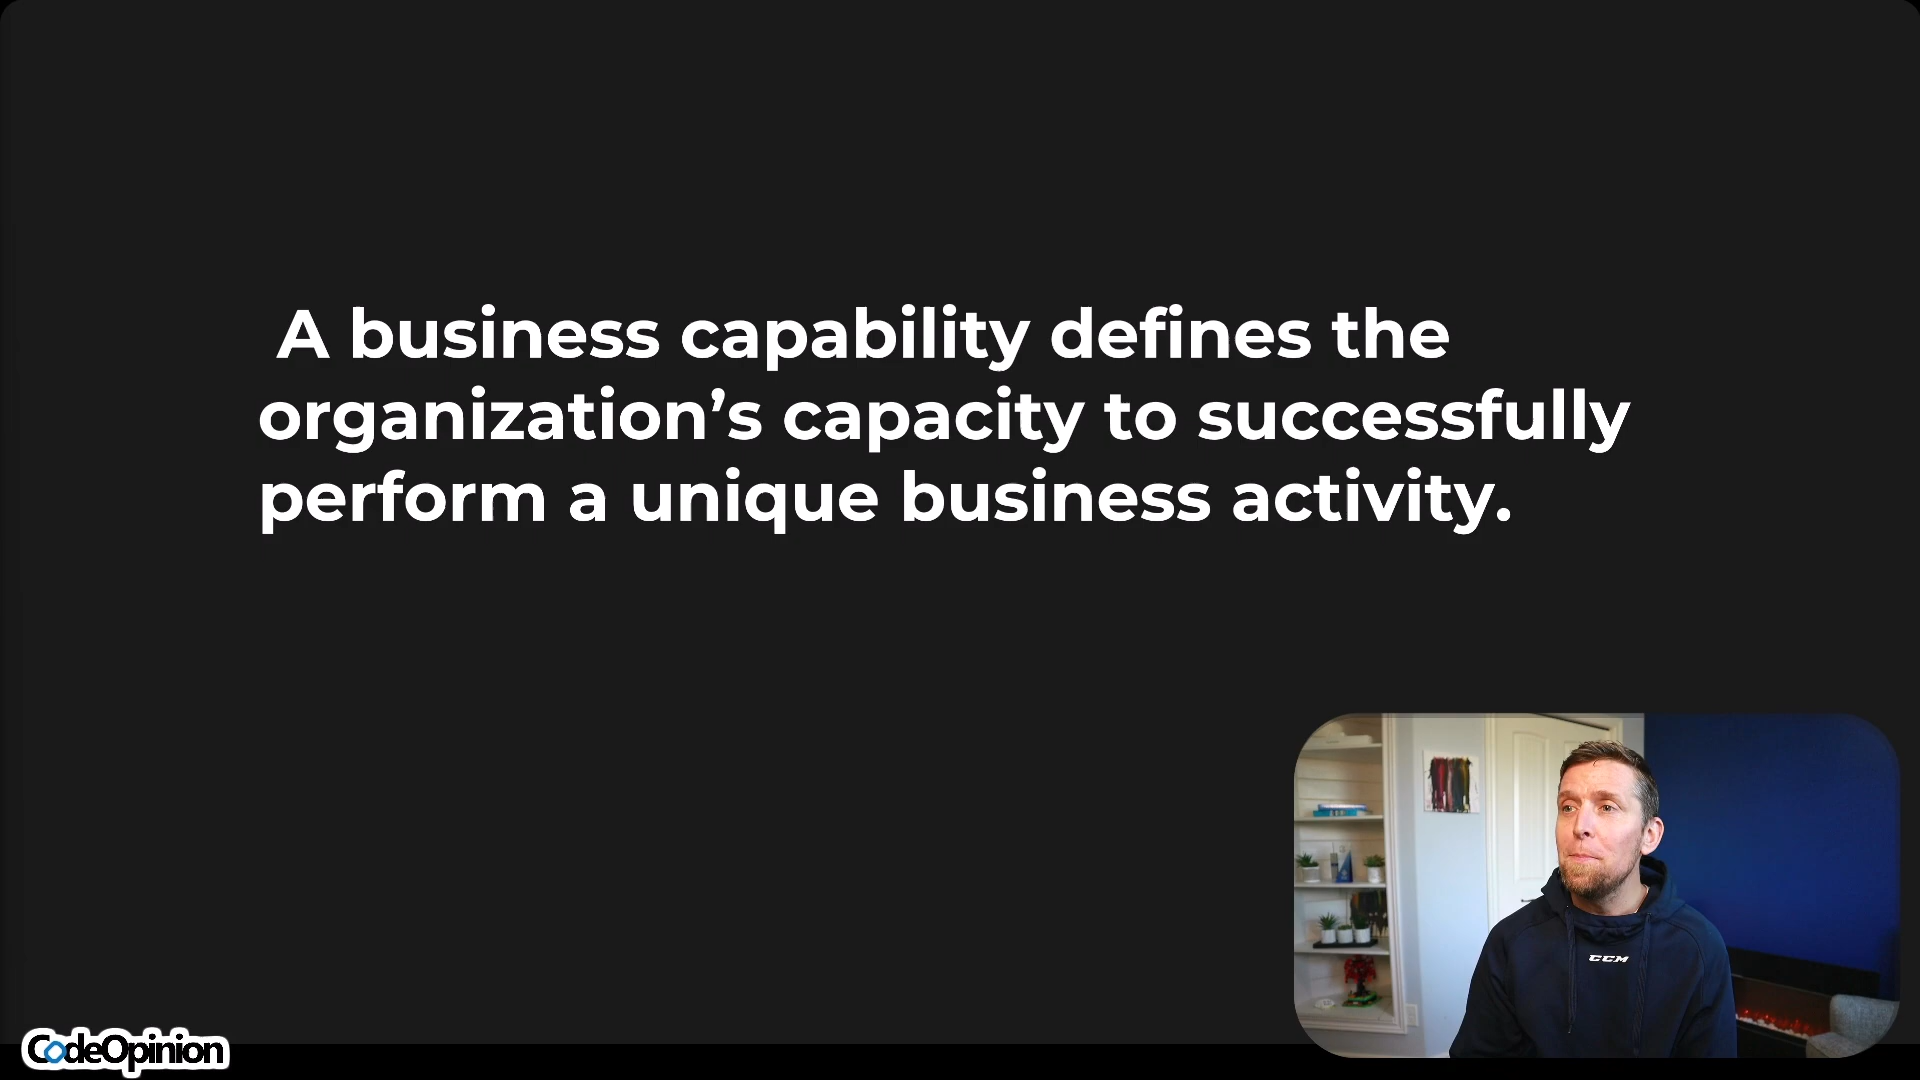 A business capability defines the
organization’s capacity to successfully
perform a unique business activity.
CCM
CodeOpinion